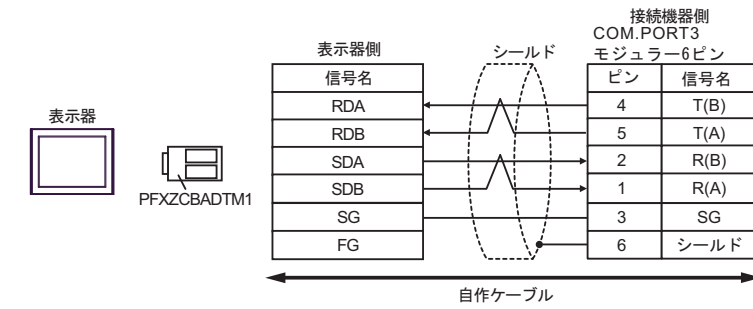 接続機器側
COM.PORT3
モジュラー6ピン
表示器側
シールド
信号名
ピン 信号名
RDA 4 T(B)
RDB 5 T(A)
SDA 2 R(B)
SDB 1 R(A)
SG 3 SG
FG 6 シールド
表示器
PFXZCBADTM1
自作ケーブル